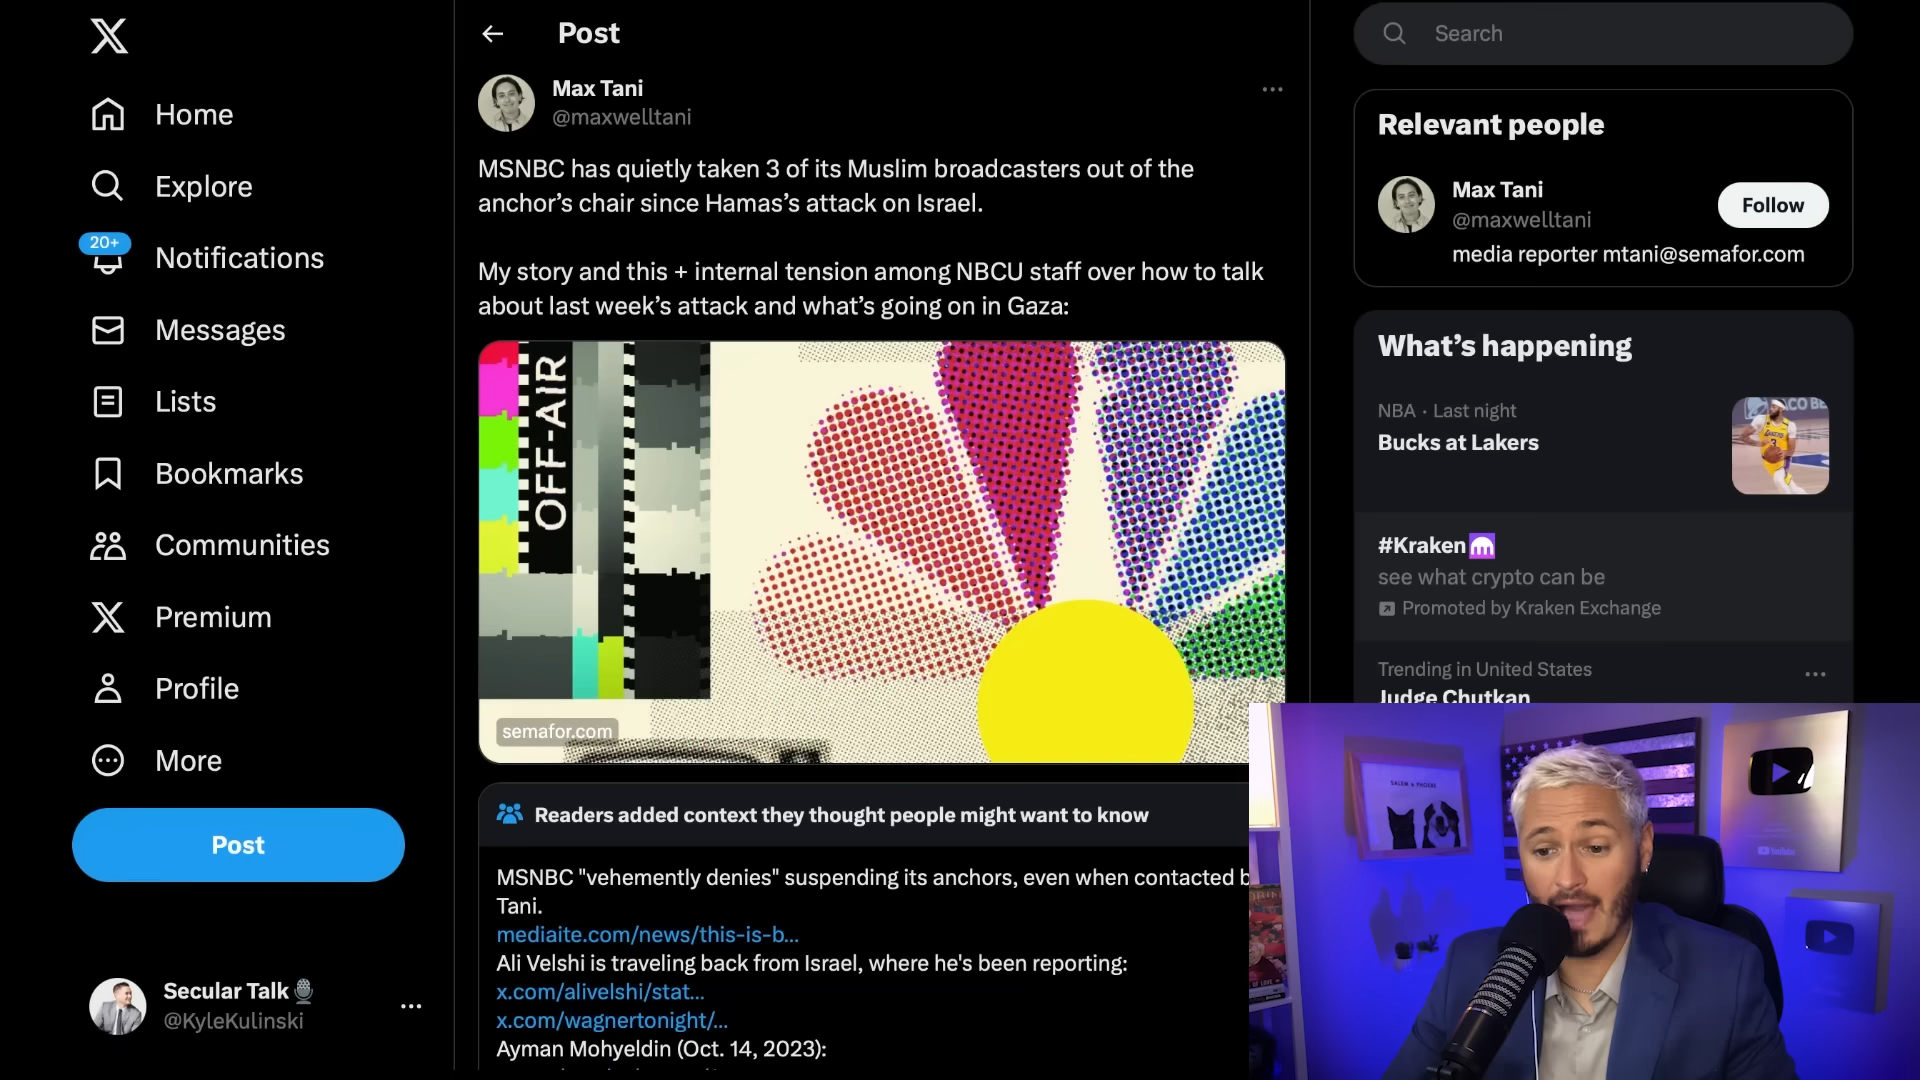 Home
Explore
20+
Notifications
Messages
Lists
Bookmarks
Communities
Premium
Profile
More
Post
Secular Talk
@KyleKulinski
Post
Max Tani
@maxwelltani
MSNBC has quietly taken 3 of its Muslim broadcasters out of the
anchor’s chair since Hamas’s attack on Israel.
My story and this + internal tension among NBCU staff over how to talk
about last week’s attack and what’s going on in Gaza:
OFF-AIR
semafor.com
Readers added context they thought people might want to know
MSNBC "vehemently denies" suspending its anchors, even when contacted b
Tani.
mediaite.com/news/this-is-b...
Ali Velshi is traveling back from Israel, where he's been reporting:
x.com/alivelshi/stat...
x.com/wagnertonight/...
Ayman Mohyeldin (Oct. 14, 2023):
Search
Relevant people
Max Tani
@maxwelltani
Follow
media reporter mtani@semafor.com
What’s happening
NBA · Last night
Bucks at Lakers
#Kraken
see what crypto can be
Promoted by Kraken Exchange
Trending in United States
Judge Chutkan
SALEM & PHOEBE